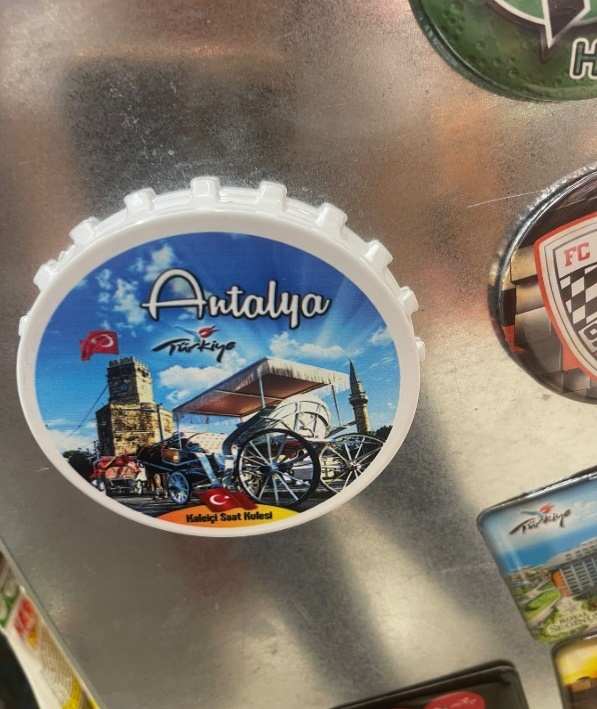 H
FC
Antalya
Türkiye
Kaleiçi Saat Kulesi
Türkiye